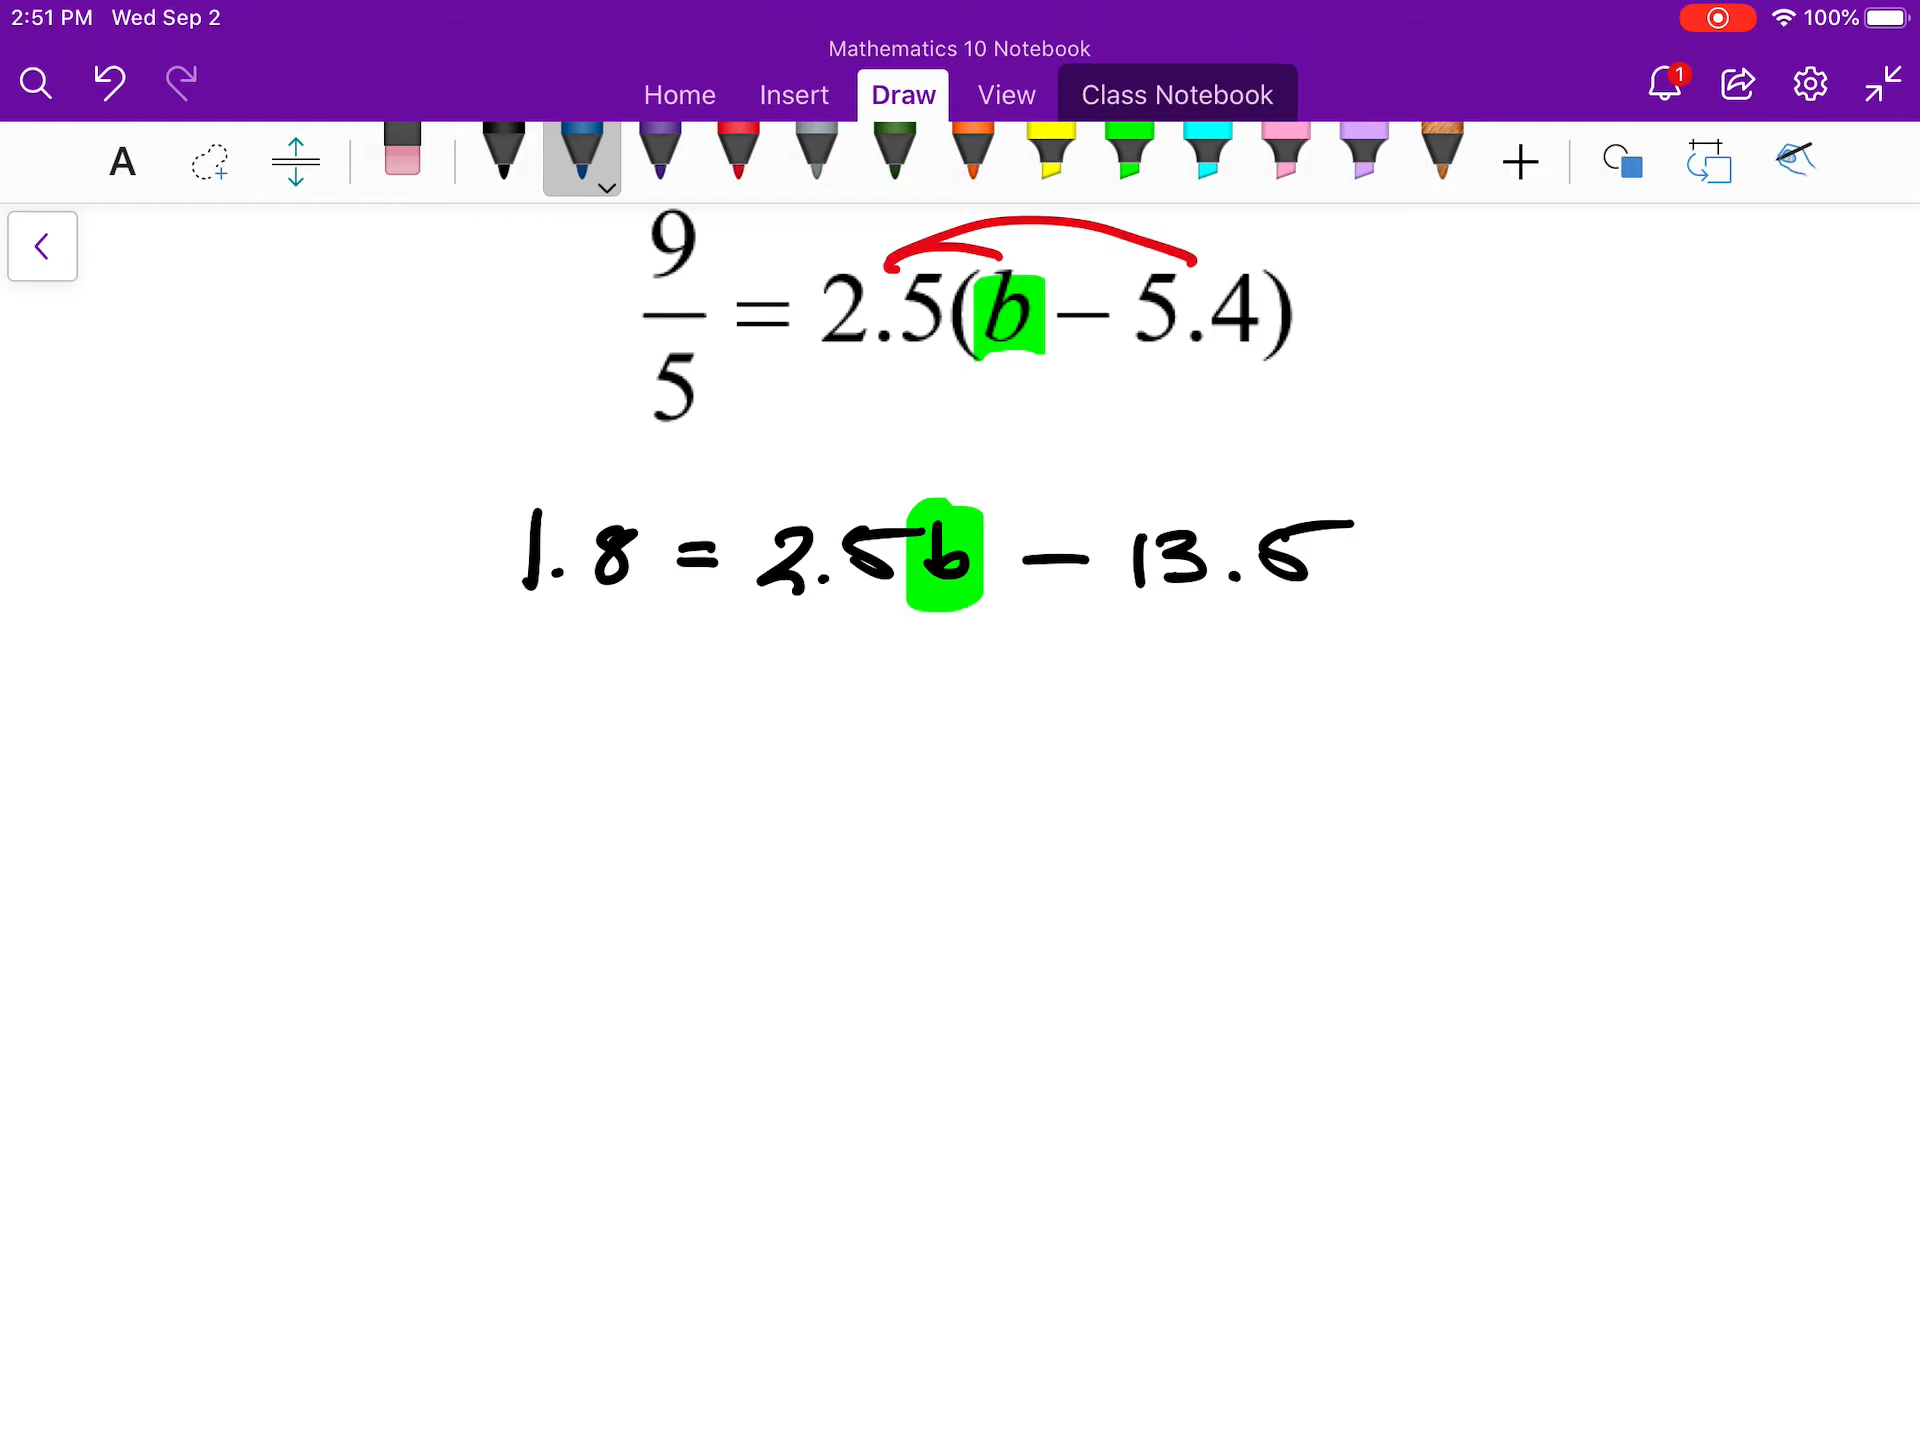 2:51 PM Wed Sep 2 100%
Mathematics 10 Notebook
Home Insert Draw View Class Notebook 1
A
9/5 = 2.5(b − 5.4)
1.8 = 2.5b − 13.5